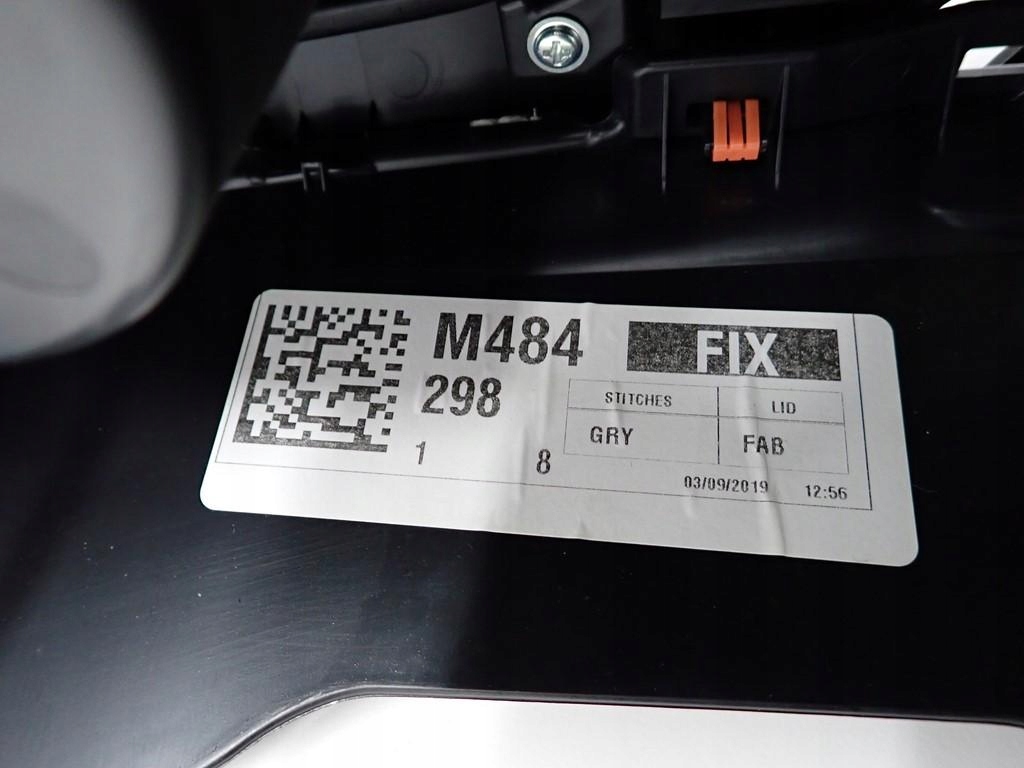 M484
FIX
298
STITCHES
LID
GRY
FAB
1
8
03/09/2019
12:56